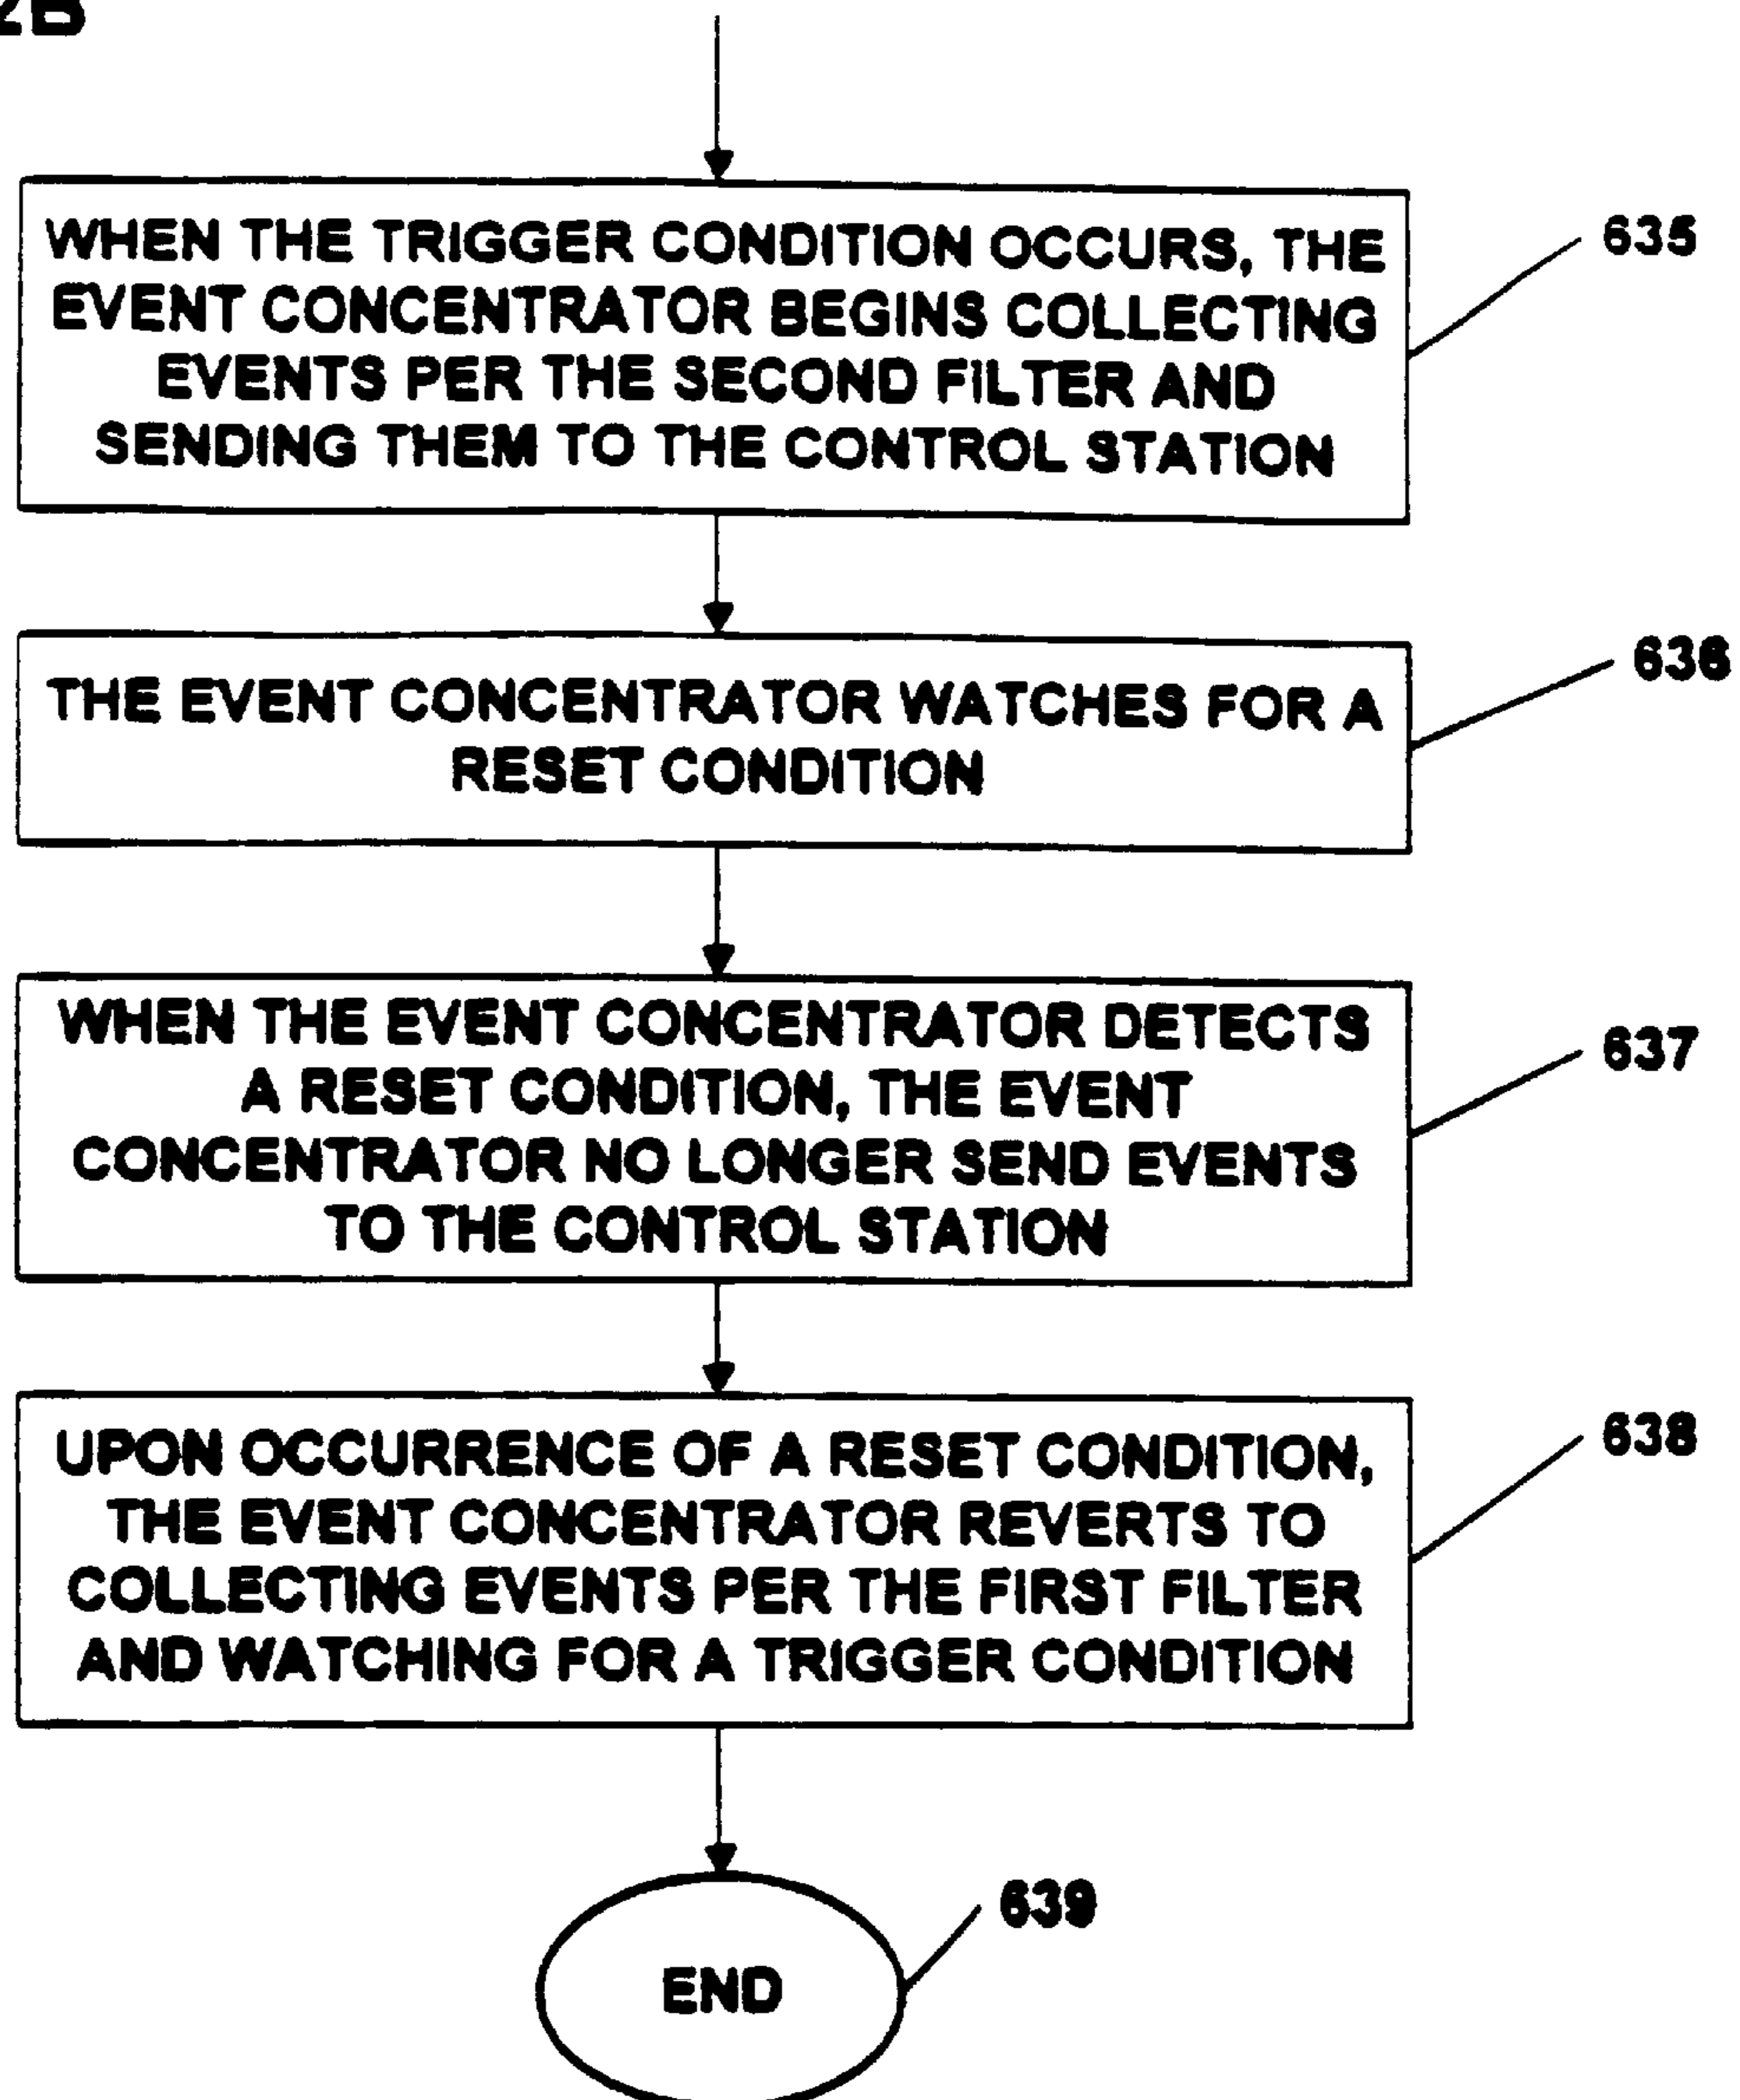 2B
WHEN THE TRIGGER CONDITION OCCURS, THE
EVENT CONCENTRATOR BEGINS COLLECTING
EVENTS PER THE SECOND FILTER AND
SENDING THEM TO THE CONTROL STATION
635
THE EVENT CONCENTRATOR WATCHES FOR A
RESET CONDITION
636
WHEN THE EVENT CONCENTRATOR DETECTS
A RESET CONDITION, THE EVENT
CONCENTRATOR NO LONGER SEND EVENTS
TO THE CONTROL STATION
637
UPON OCCURRENCE OF A RESET CONDITION,
THE EVENT CONCENTRATOR REVERTS TO
COLLECTING EVENTS PER THE FIRST FILTER
AND WATCHING FOR A TRIGGER CONDITION
638
END
639